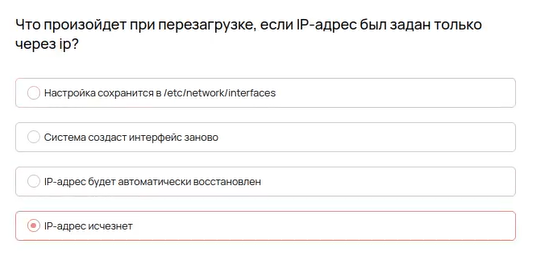 Что произойдет при перезагрузке, если IP-адрес был задан только
через ip?
Настройка сохранится в /etc/network/interfaces
Система создаст интерфейс заново
IP-адрес будет автоматически восстановлен
IP-адрес исчезнет